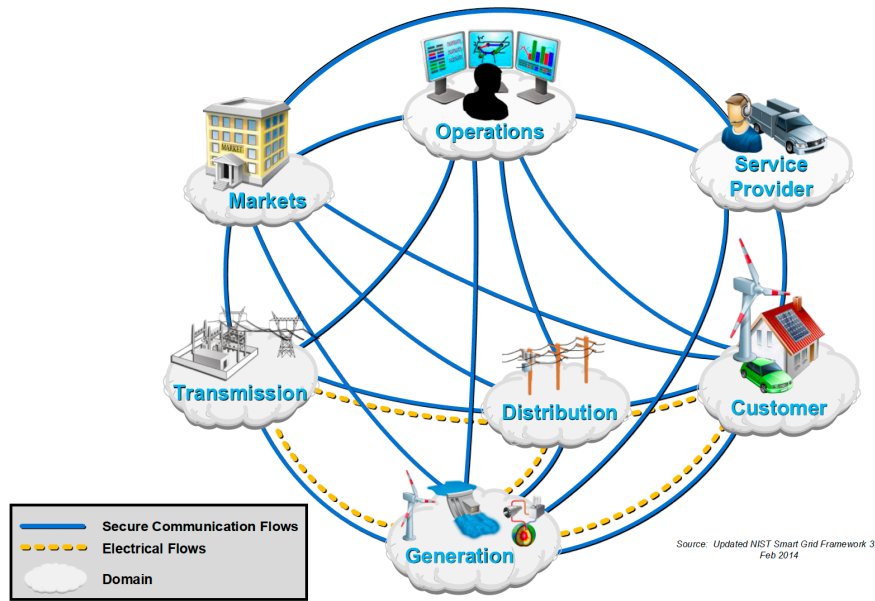 Operations
MARKET
Markets
Service
Provider
Transmission
Distribution
Customer
Generation
Secure Communication Flows
Electrical Flows
Domain
Source: Updated NIST Smart Grid Framework 3
Feb 2014